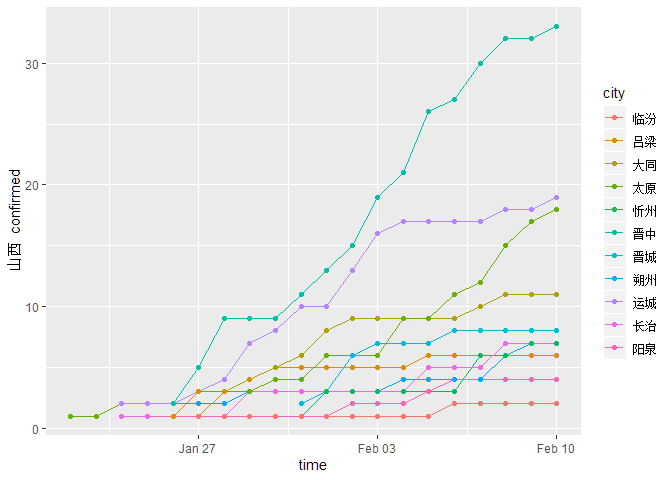 30
20
10
0
山西 confirmed
Jan 27
Feb 03
Feb 10
time
city
临汾
吕梁
大同
太原
忻州
晋中
晋城
朔州
运城
长治
阳泉